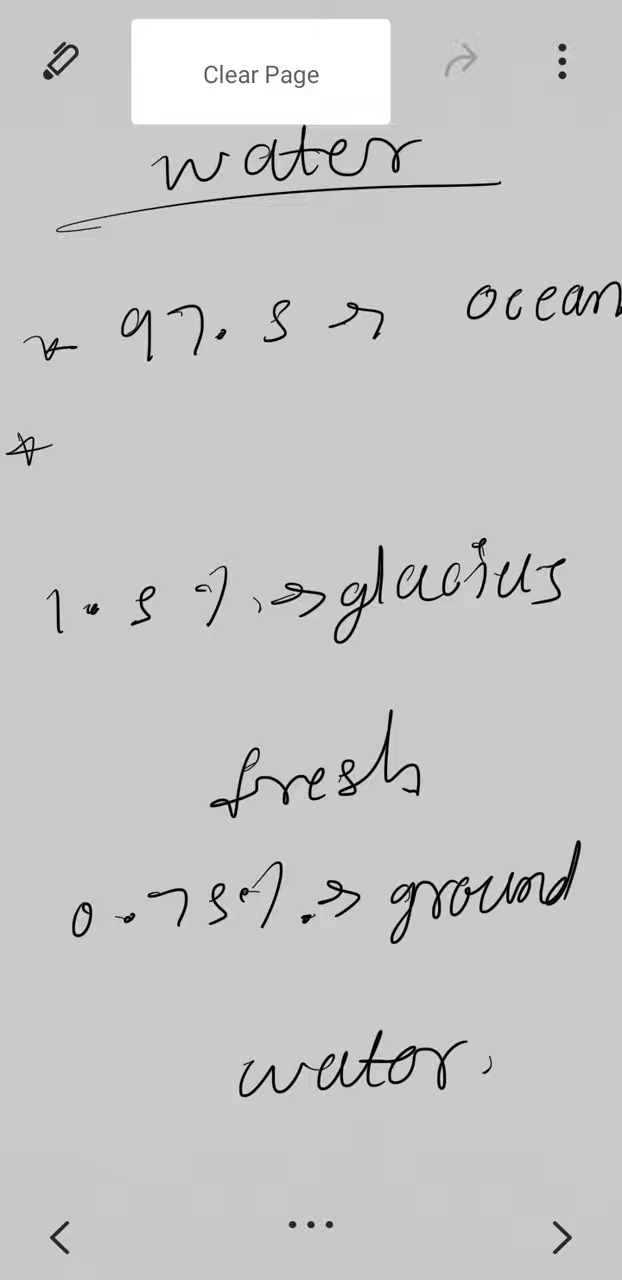 Clear Page
water
* 97.5 → ocean
*
1.5 %. → glacius
fresh
0.75%. → ground
water.